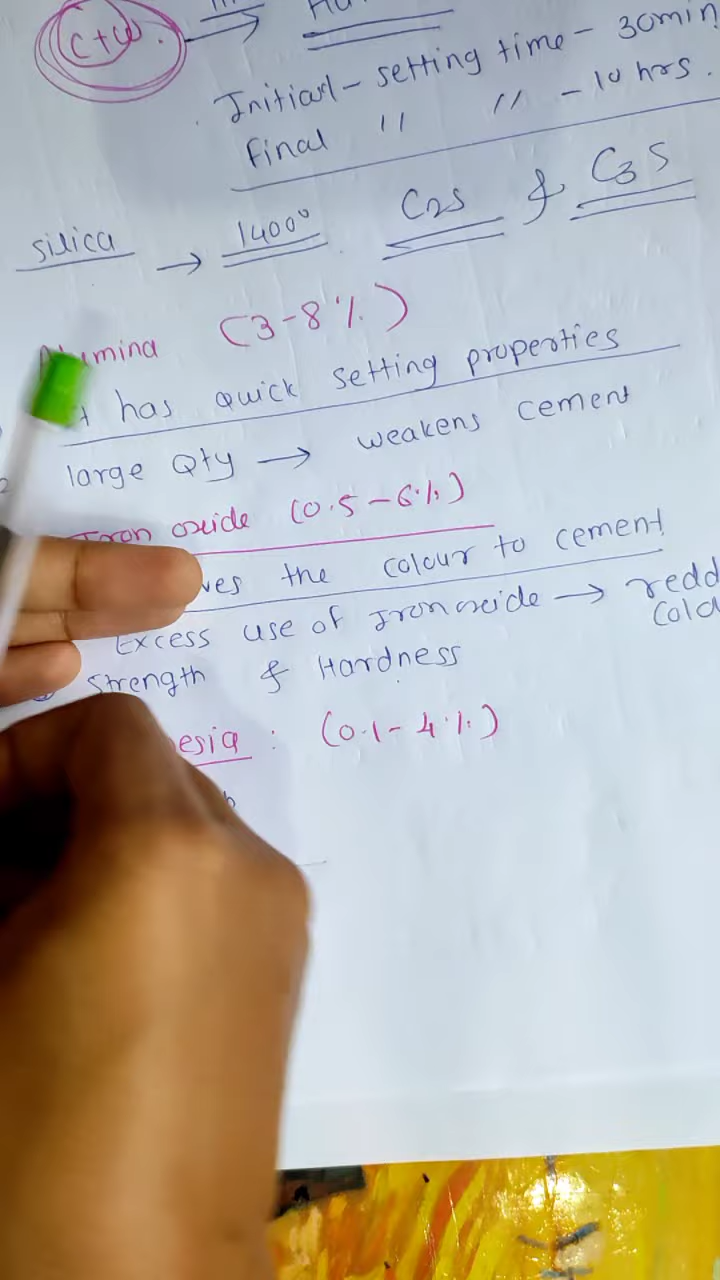 C+W. →
Initial - setting time - 30min
Final " " - 10 hrs.
silica → 1400° C2S & C3S
(3-8%)
has quick setting properties
large Qty → weakens cement
oxide (0.5-6%)
the colour to cement
Excess use of Iron oxide → redd
Strength & Hardness
esia : (0.1-4%)